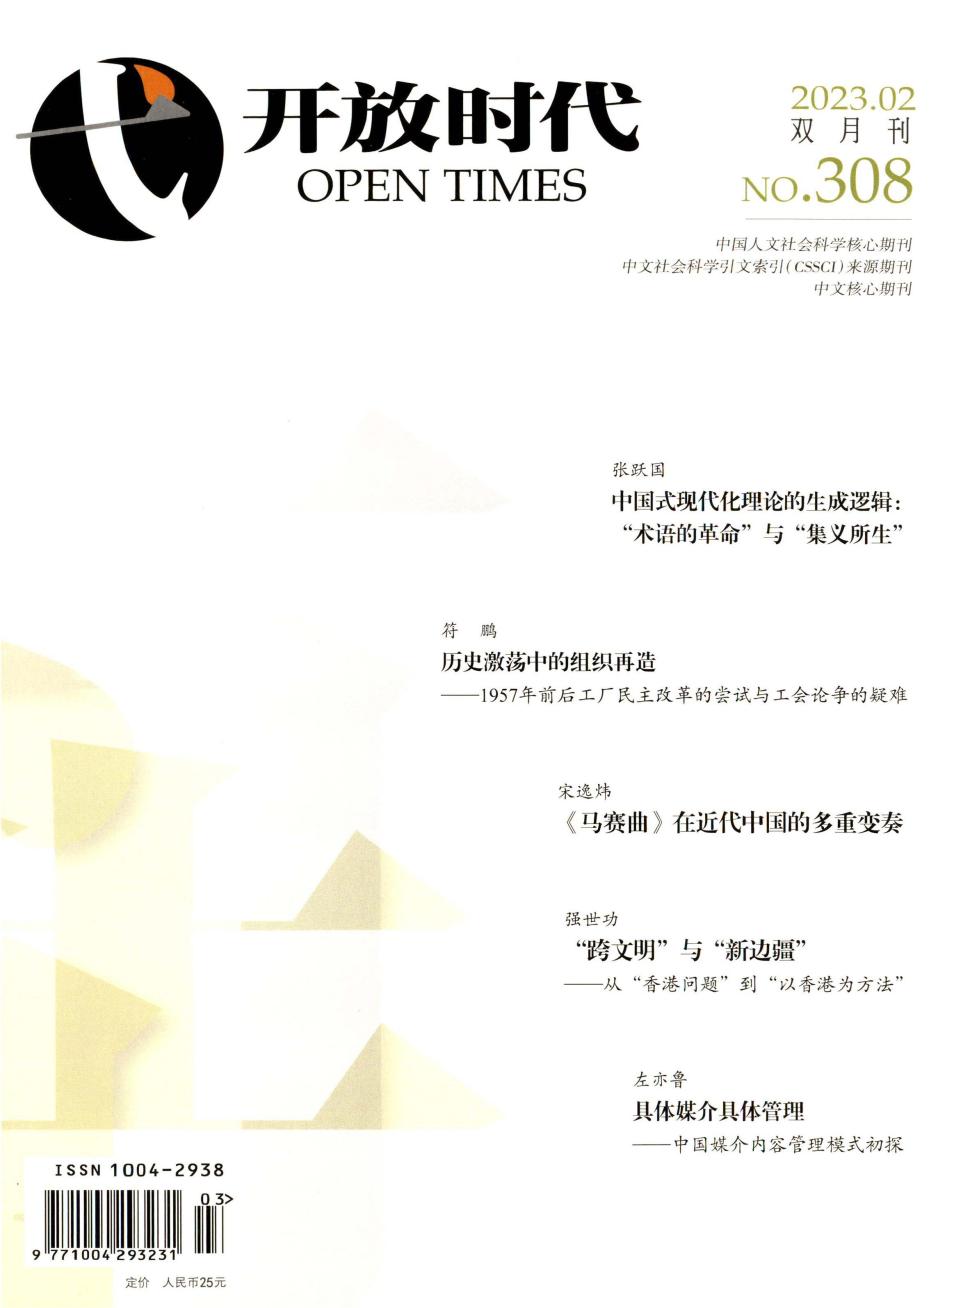 开放时代
OPEN TIMES
2023.02
双月刊
NO.308
中国人文社会科学核心期刊
中文社会科学引文索引(CSSCI)来源期刊
中文核心期刊
张跃国
中国式现代化理论的生成逻辑：
“术语的革命”与“集义所生”
符 鹏
历史激荡中的组织再造
——1957年前后工厂民主改革的尝试与工会论争的疑难
宋逸炜
《马赛曲》在近代中国的多重变奏
强世功
“跨文明”与“新边疆”
——从“香港问题”到“以香港为方法”
左亦鲁
具体媒介具体管理
——中国媒介内容管理模式初探
ISSN 1004-2938
03>
9 771004 293231
定价 人民币25元